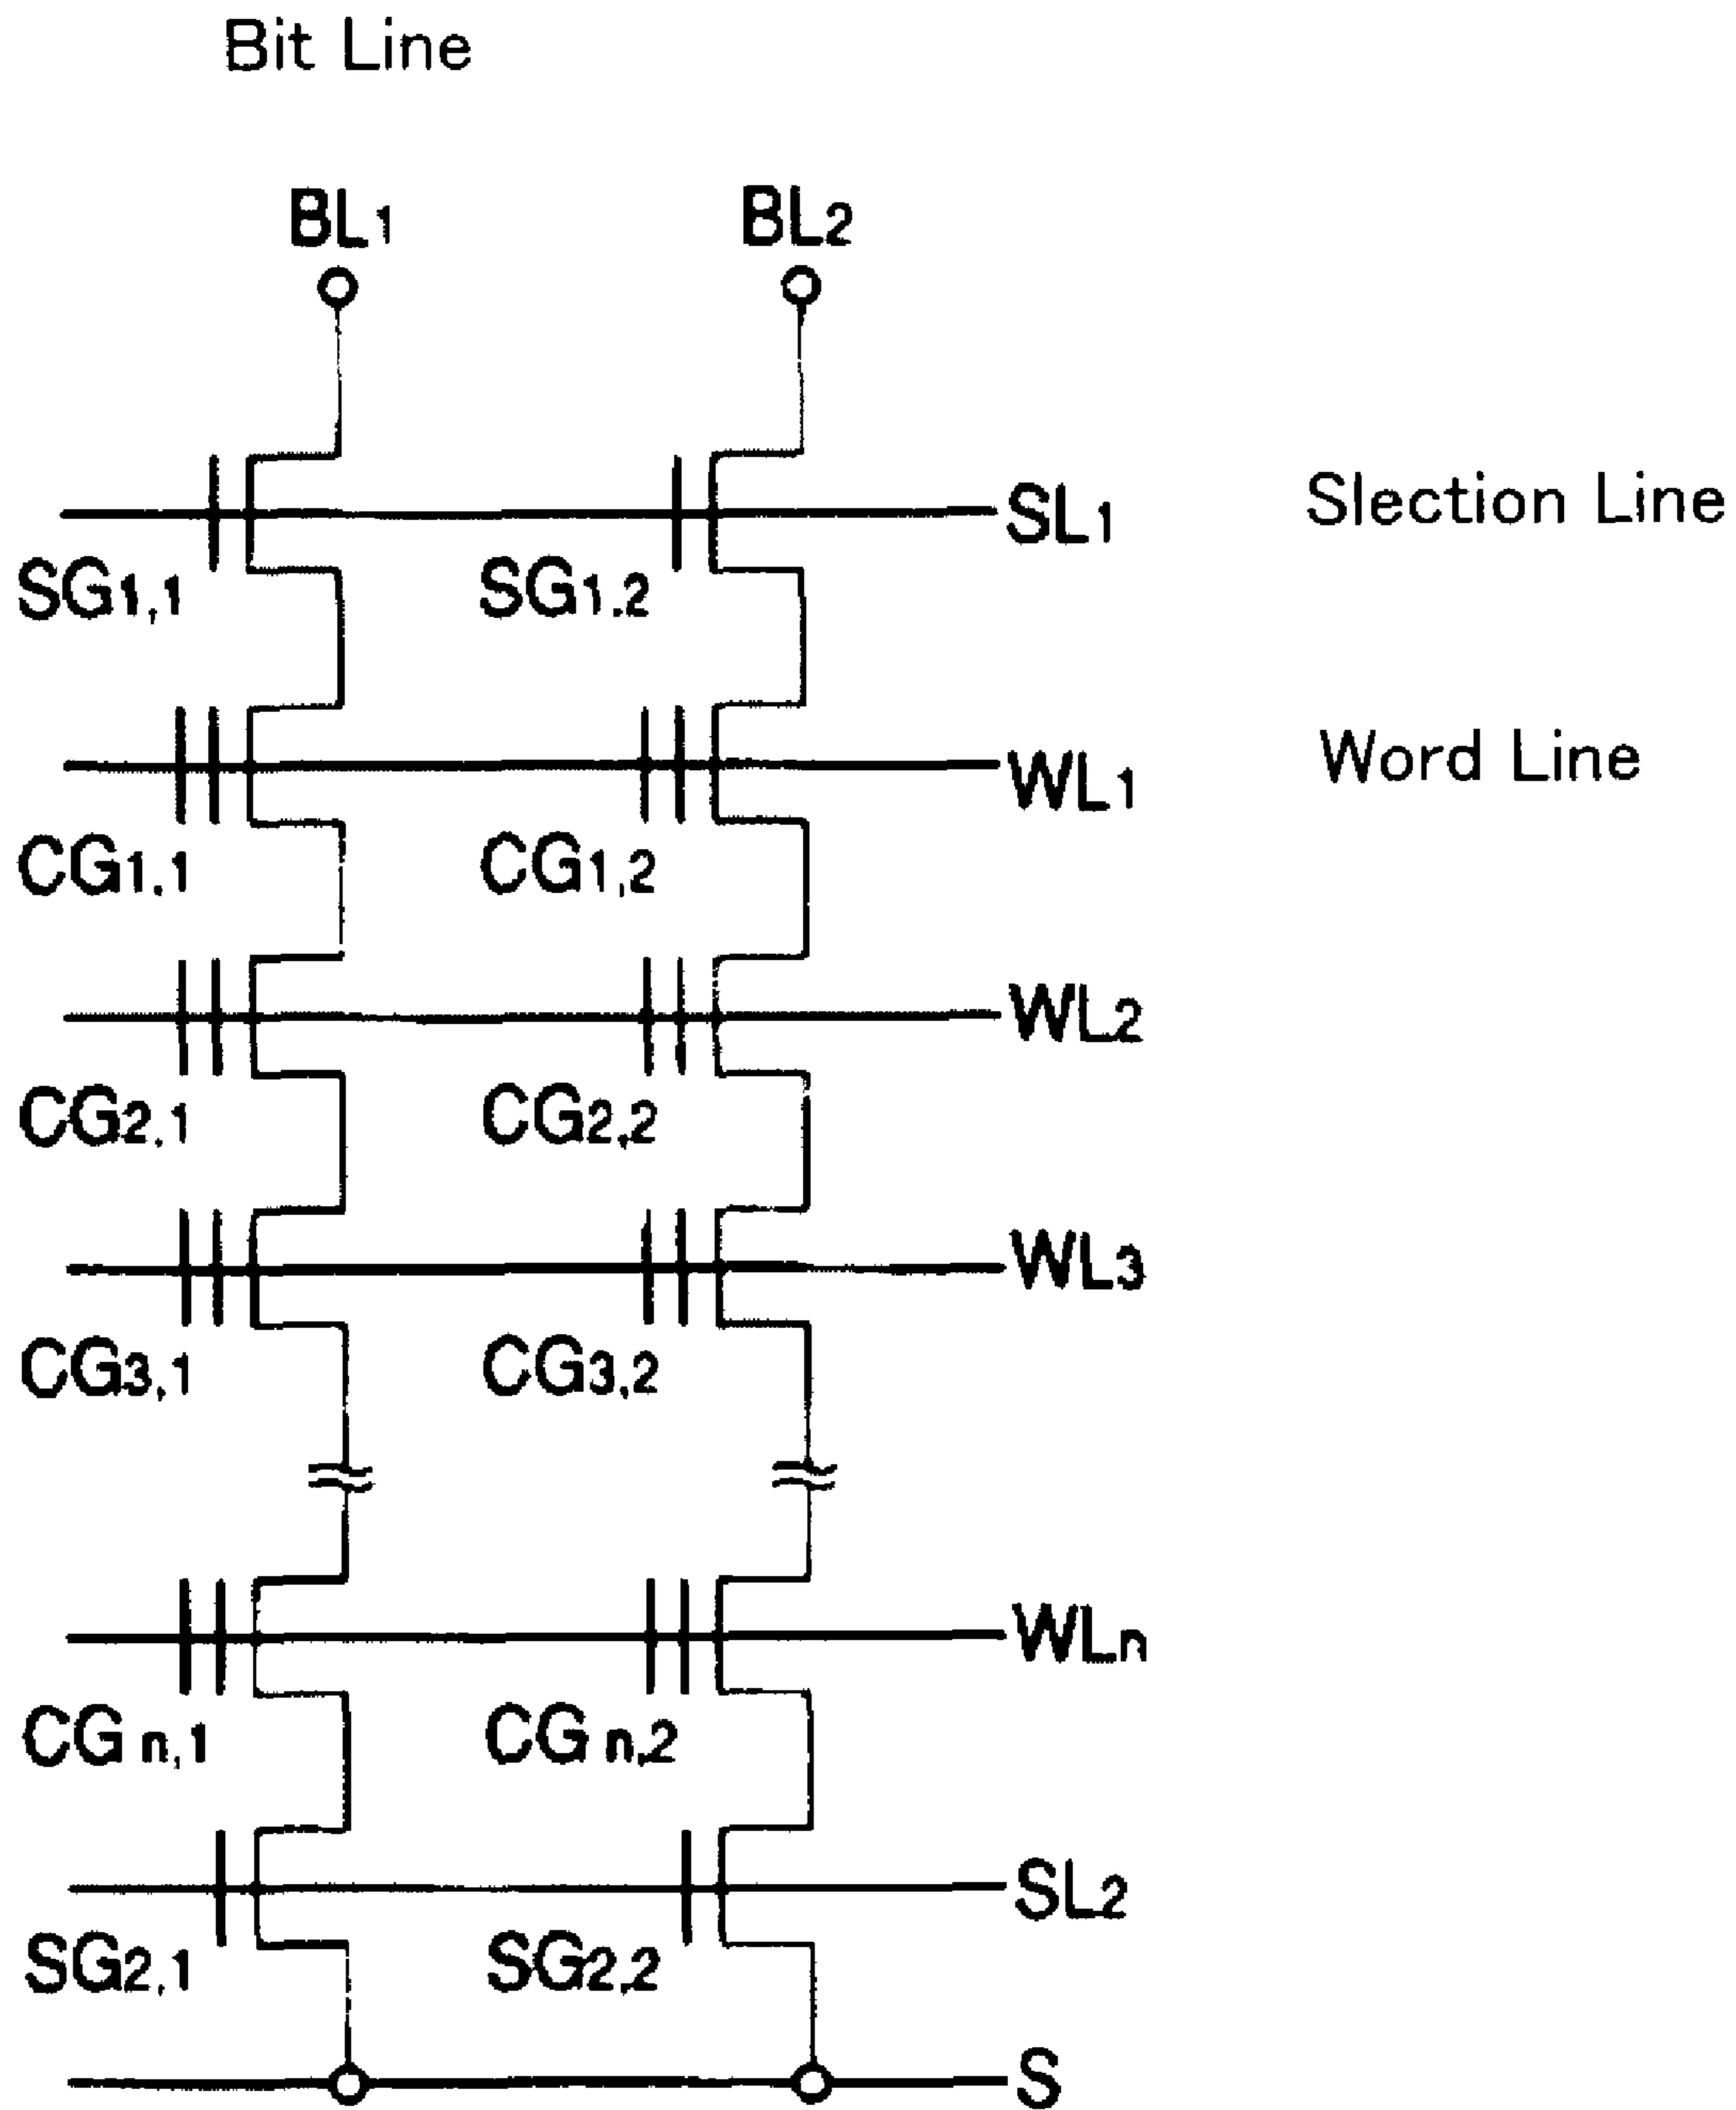 Bit Line
BL1 BL2
SL1 Slection Line
SG1,1 SG1.2
WL1 Word Line
CG1,1 CG1,2
WL2
CG2,1 CG2,2
WL3
CG3,1 CG3,2
WLn
CGn,1 CGn,2
SL2
SG2,1 SG2,2
S